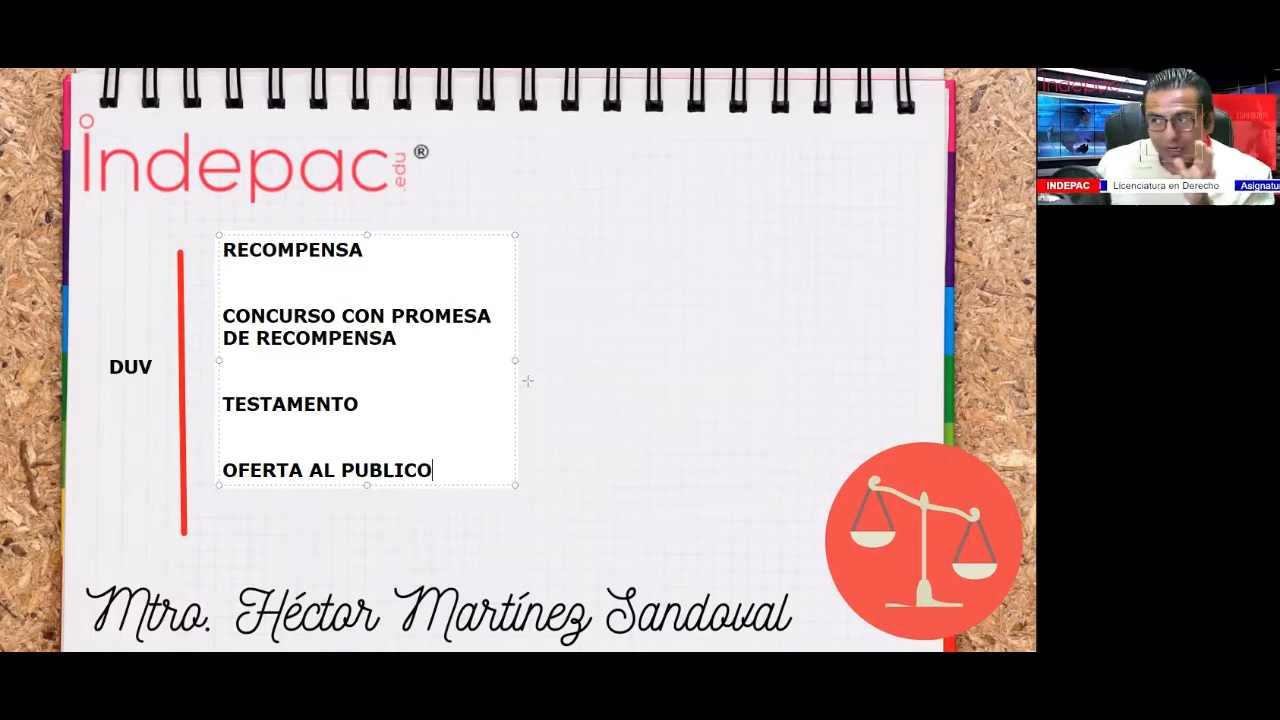 Indepac.edu®
RECOMPENSA
CONCURSO CON PROMESA
DE RECOMPENSA
DUV
TESTAMENTO
OFERTA AL PUBLICO
Mtro. Héctor Martínez Sandoval
INDEPAC Licenciatura en Derecho Asignatu